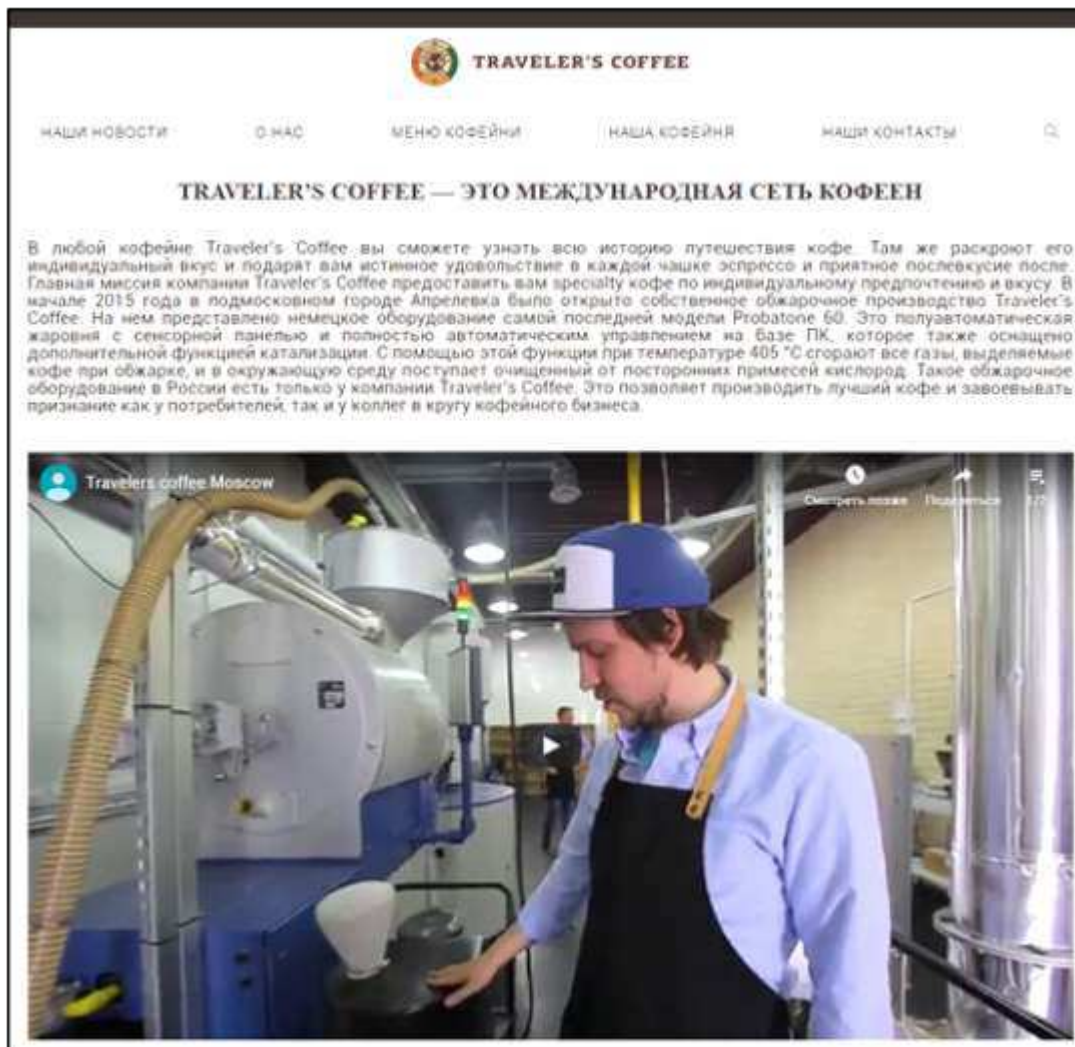 TRAVELER'S COFFEE
НАШИ НОВОСТИ О НАС МЕНЮ КОФЕЙНИ НАША КОФЕЙНЯ НАШИ КОНТАКТЫ
TRAVELER'S COFFEE — ЭТО МЕЖДУНАРОДНАЯ СЕТЬ КОФЕЕН
В любой кофейне Traveler's Coffee вы сможете узнать всю историю путешествия кофе. Там же раскроют его
индивидуальный вкус и подарят вам истинное удовольствие в каждой чашке эспрессо и приятное послевкусие после.
Главная миссия компании Traveler's Coffee предоставить вам specialty кофе по индивидуальному предпочтению и вкусу. В
начале 2015 года в подмосковном городе Апрелевка было открыто собственное обжарочное производство Traveler's
Coffee. На нем представлено немецкое оборудование самой последней модели Probatone 60. Это полуавтоматическая
жаровня с сенсорной панелью и полностью автоматическим управлением на базе ПК, которое также оснащено
дополнительной функцией катализации. С помощью этой функции при температуре 405 °C сгорают все газы, выделяемые
кофе при обжарке, и в окружающую среду поступает очищенный от посторонних примесей кислород. Такое обжарочное
оборудование в России есть только у компании Traveler's Coffee. Это позволяет производить лучший кофе и завоевывать
признание как у потребителей, так и у коллег в кругу кофейного бизнеса.
Travelers coffee Moscow
Смотреть позже Поделиться